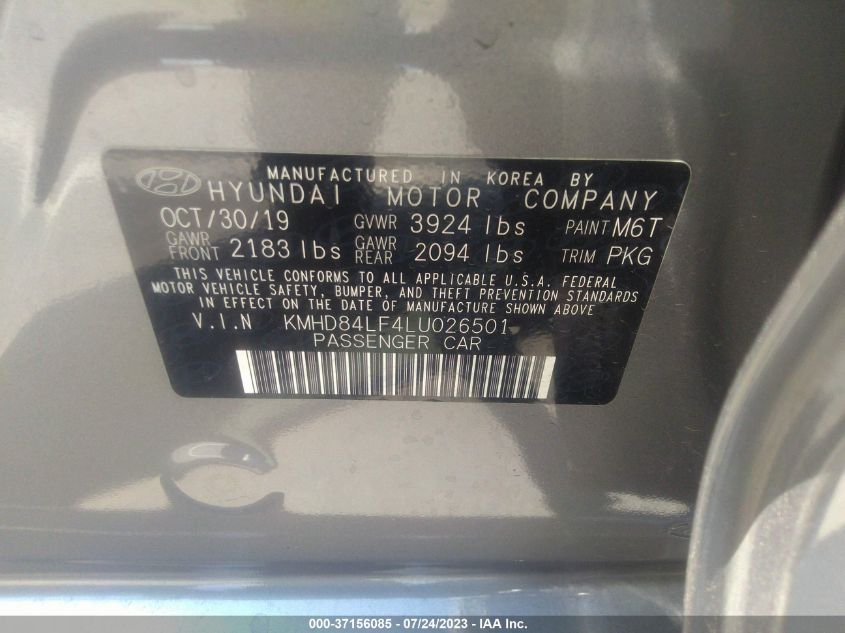 MANUFACTURED IN KOREA BY
HYUNDAI MOTOR COMPANY
OCT/30/19 GVWR 3924 lbs PAINT M6T
GAWR FRONT 2183 lbs GAWR REAR 2094 lbs TRIM PKG
THIS VEHICLE CONFORMS TO ALL APPLICABLE U.S.A. FEDERAL
MOTOR VEHICLE SAFETY, BUMPER, AND THEFT PREVENTION STANDARDS
IN EFFECT ON THE DATE OF MANUFACTURE SHOWN ABOVE
V.I.N KMHD84LF4LU026501
PASSENGER CAR
000-37156085 / 07/24/2023 / IAA Inc.